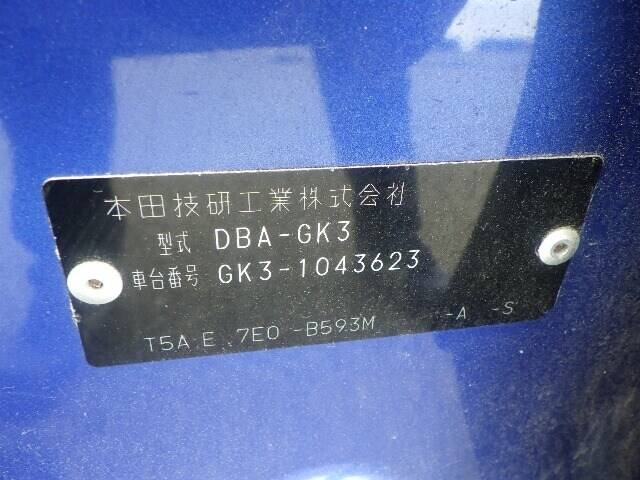 本田技研工業株式会社
型式 DBA-GK3
車台番号 GK3-1043623
T5A E 7E0 -B593M -A -S